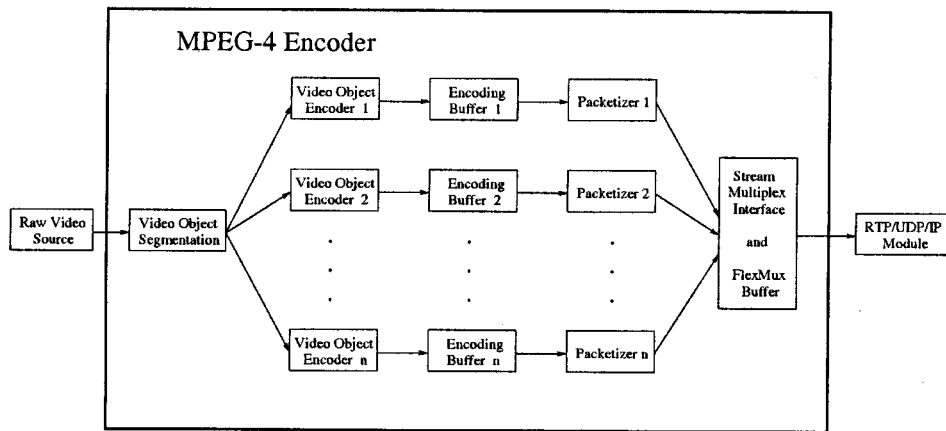 MPEG-4 Encoder
Video Object
Encoder 1
Encoding
Buffer 1
Packetizer 1
Video Object
Encoder 2
Encoding
Buffer 2
Packetizer 2
Stream
Multiplex
Interface
and
FlexMux
Buffer
Raw Video
Source
Video Object
Segmentation
RTP/UDP/IP
Module
Video Object
Encoder n
Encoding
Buffer n
Packetizer n